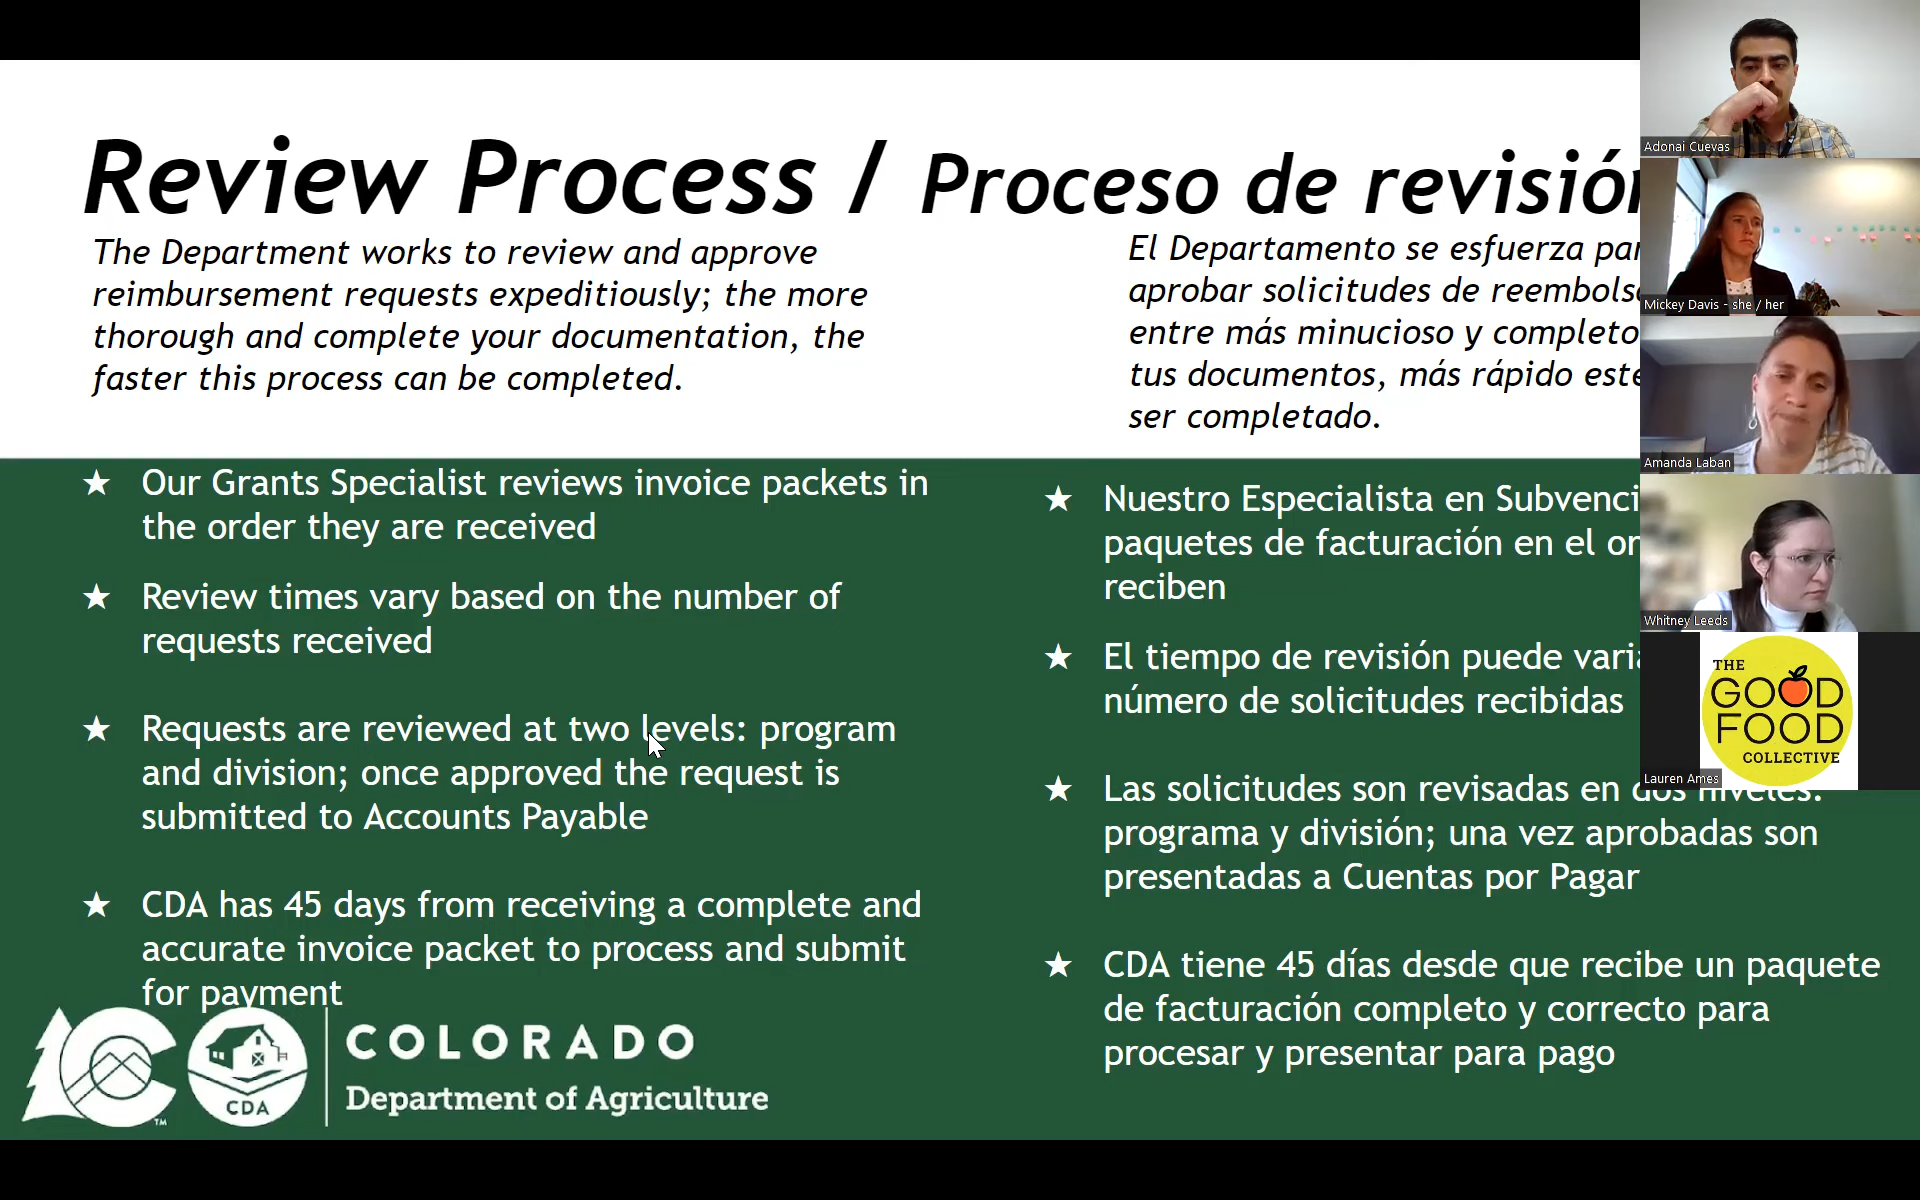 Review Process / Proceso de revisión
The Department works to review and approve
reimbursement requests expeditiously; the more
thorough and complete your documentation, the
faster this process can be completed.
El Departamento se esfuerza
aprobar solicitudes de
entre más minucioso y completo
tus documentos, más rápido
ser completado.
★ Our Grants Specialist reviews invoice packets in
the order they are received
★ Review times vary based on the number of
requests received
★ Requests are reviewed at two levels: program
and division; once approved the request is
submitted to Accounts Payable
★ CDA has 45 days from receiving a complete and
accurate invoice packet to process and submit
for payment
★ Nuestro Especialista en
paquetes de facturación en el
reciben
★ El tiempo de revisión puede
número de solicitudes recibidas
★ Las solicitudes son revisadas en dos niveles:
programa y división; una vez aprobadas son
presentadas a Cuentas por Pagar
★ CDA tiene 45 días desde que recibe un paquete
de facturación completo y correcto para
procesar y presentar para pago
CDA
TM
COLORADO
Department of Agriculture
Adonai Cuevas
Mickey Davis - she / her
Amanda Laban
Whitney Leeds
THE
GOOD
FOOD
COLLECTIVE
Lauren Ames